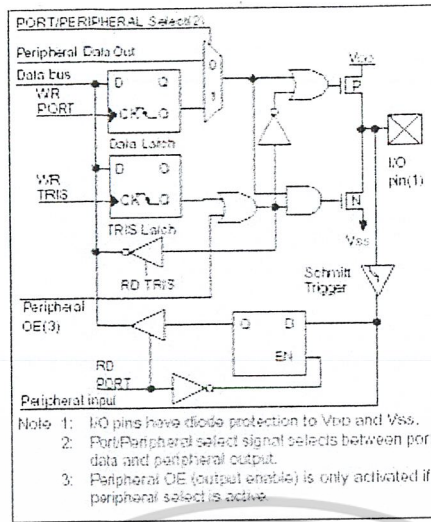 PORT/PERIPHERAL Select(2)
Peripheral Data Out
Data bus
WR
PORT
D Q
CK Q
Data Latch
0
1
VDD
P
I/O
pin(1)
WR
TRIS
D Q
CK Q
TRIS Latch
N
VSS
RD TRIS
Schmitt
Trigger
Peripheral
OE(3)
Q D
EN
RD
PORT
Peripheral input
Note 1: I/O pins have diode protection to VDD and VSS.
2: Port/Peripheral select signal selects between por
data and peripheral output.
3: Peripheral OE (output enable) is only activated if
peripheral select is active.